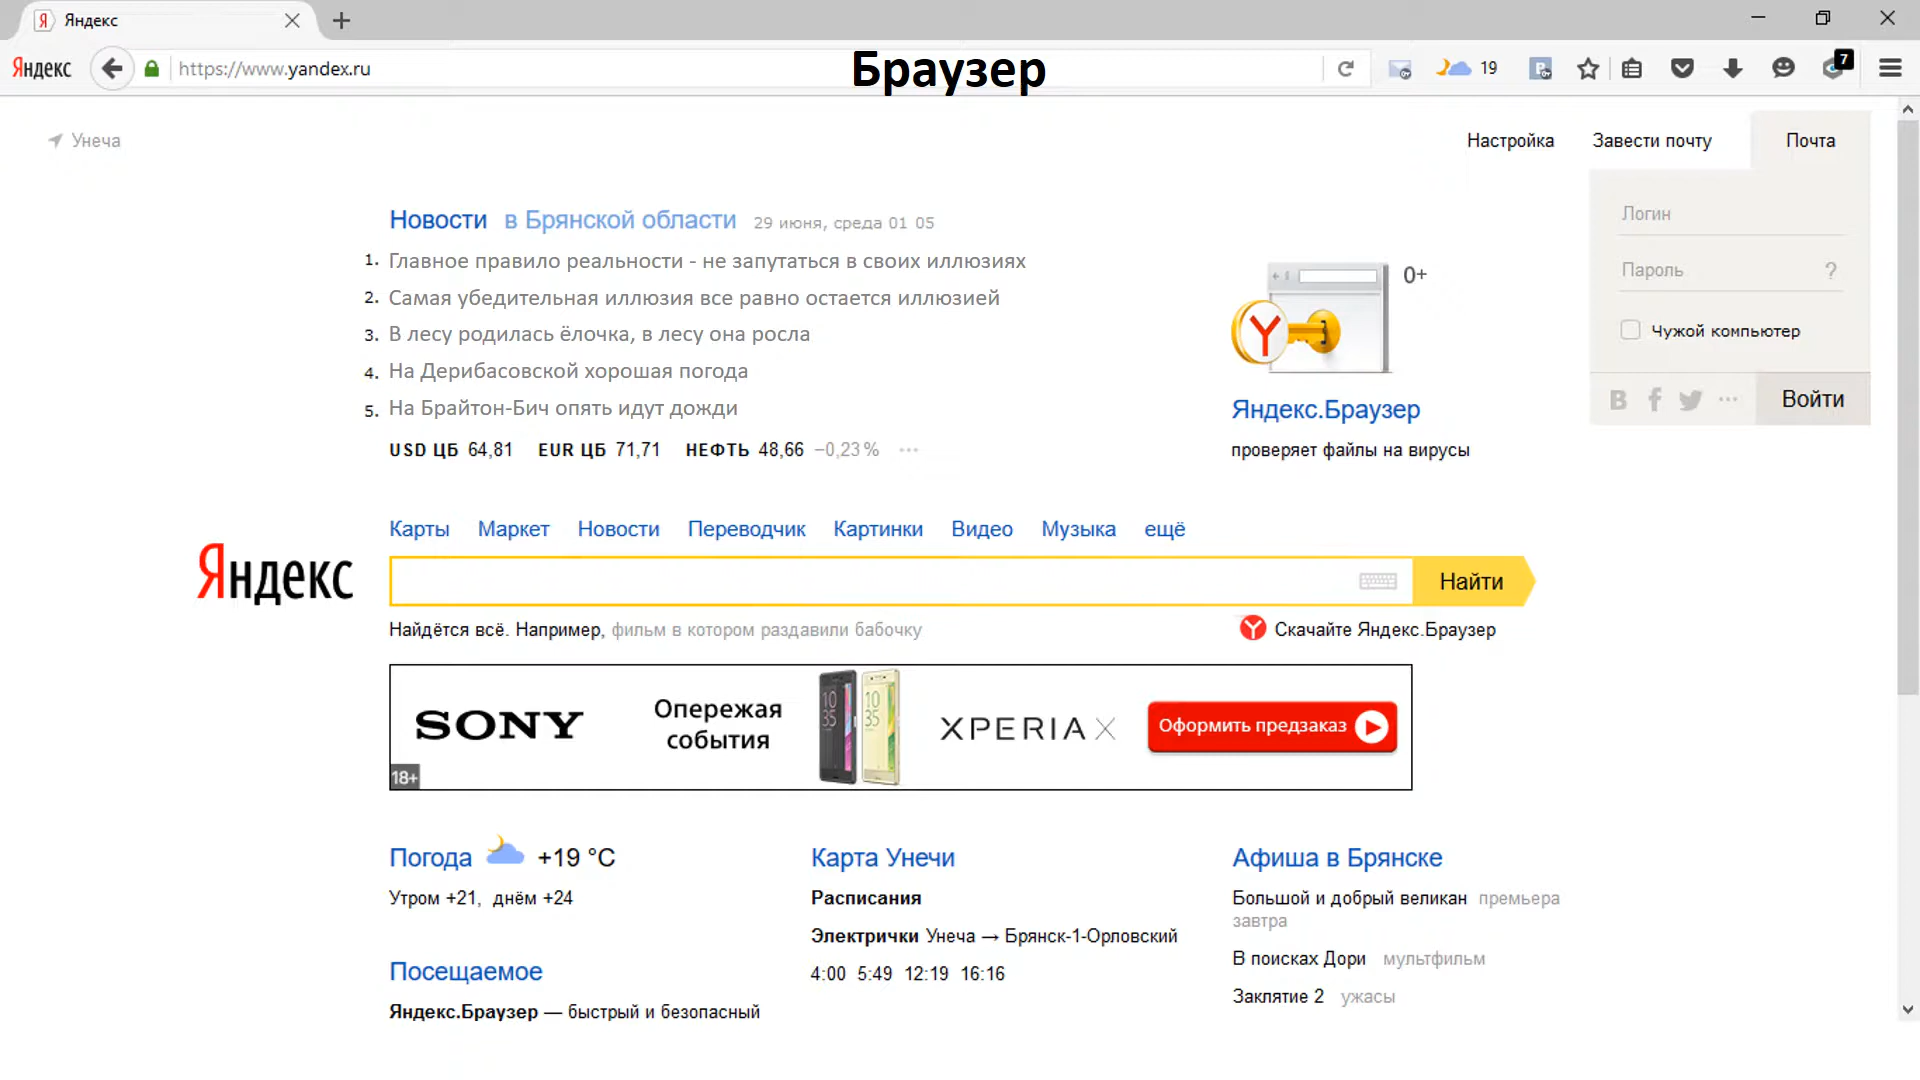 Яндекс
Яндекс https://www.yandex.ru Браузер 19 7
Унеча Настройка Завести почту Почта
Новости в Брянской области 29 июня, среда 01 05
1. Главное правило реальности - не запутаться в своих иллюзиях
2. Самая убедительная иллюзия все равно остается иллюзией
3. В лесу родилась ёлочка, в лесу она росла
4. На Дерибасовской хорошая погода
5. На Брайтон-Бич опять идут дожди
USD ЦБ 64,81 EUR ЦБ 71,71 НЕФТЬ 48,66 −0,23 % ...
0+
Яндекс.Браузер
проверяет файлы на вирусы
Логин
Пароль ?
Чужой компьютер
Войти
Карты Маркет Новости Переводчик Картинки Видео Музыка ещё
Яндекс Найти
Найдётся всё. Например, фильм в котором раздавили бабочку Скачайте Яндекс.Браузер
SONY Опережая события XPERIA X Оформить предзаказ
18+
Погода +19 °C
Утром +21, днём +24
Посещаемое
Яндекс.Браузер — быстрый и безопасный
Карта Унечи
Расписания
Электрички Унеча → Брянск-1-Орловский
4:00 5:49 12:19 16:16
Афиша в Брянске
Большой и добрый великан премьера
завтра
В поисках Дори мультфильм
Заклятие 2 ужасы